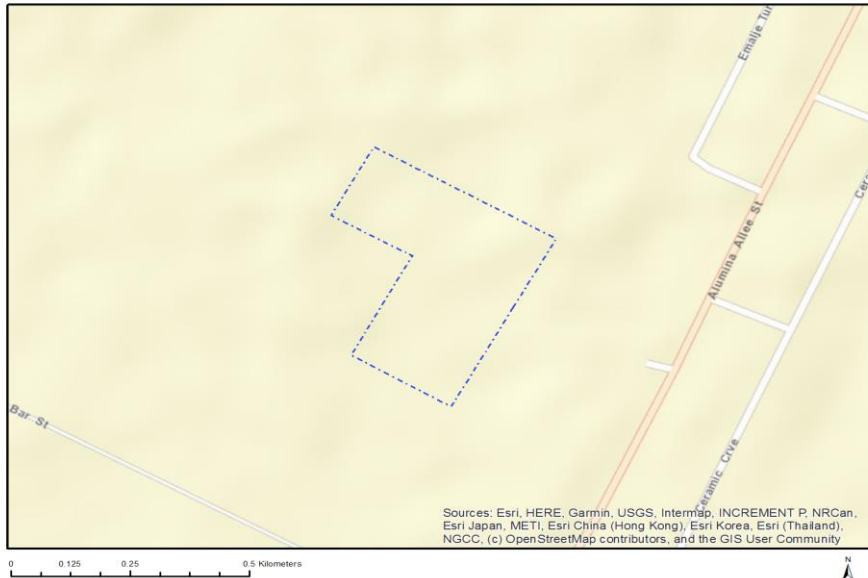 Emalje Tur
Alumina Allee St
Cera
Bar St
Ceramic Crve
Sources: Esri, HERE, Garmin, USGS, Intermap, INCREMENT P, NRCan,
Esri Japan, METI, Esri China (Hong Kong), Esri Korea, Esri (Thailand),
NGCC, (c) OpenStreetMap contributors, and the GIS User Community
0 0.125 0.25 0.5 Kilometers
N